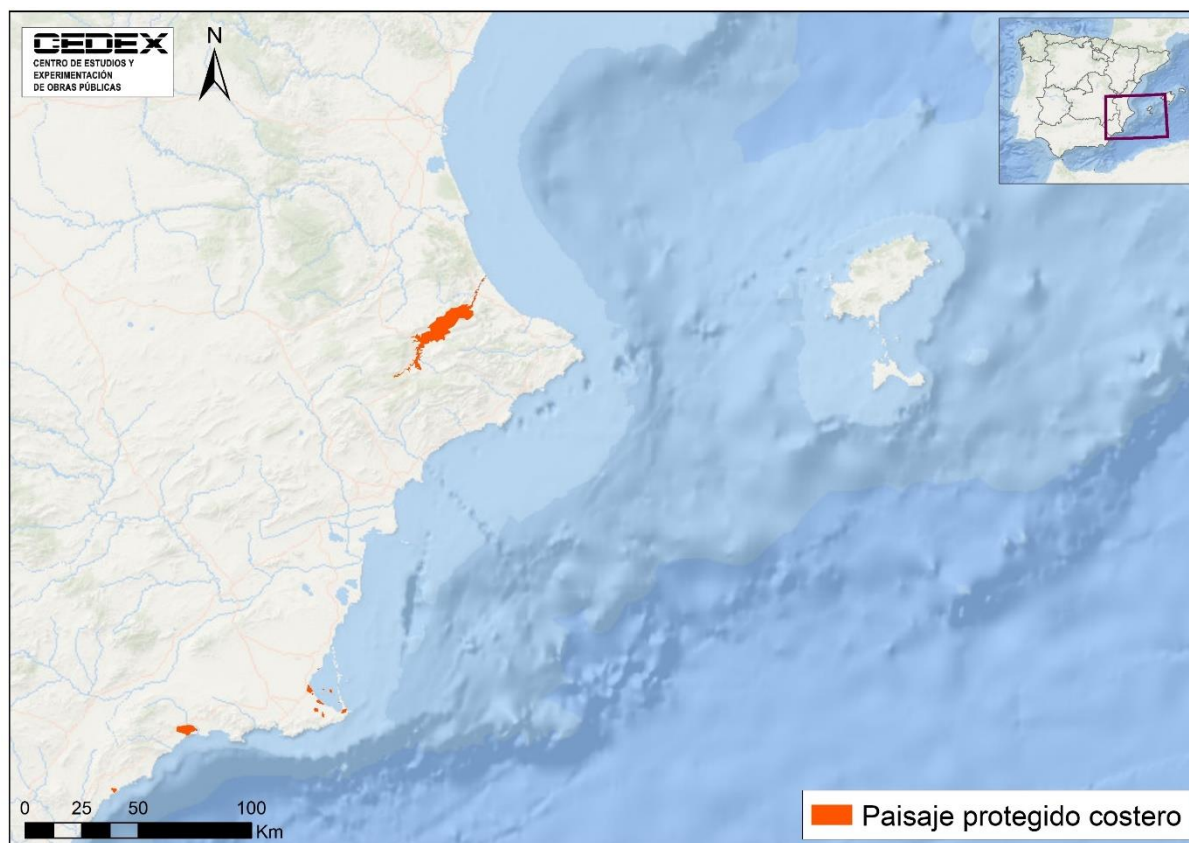 CEDEX
CENTRO DE ESTUDIOS Y
EXPERIMENTACIÓN
DE OBRAS PÚBLICAS
N
0 25 50 100
Km
Paisaje protegido costero